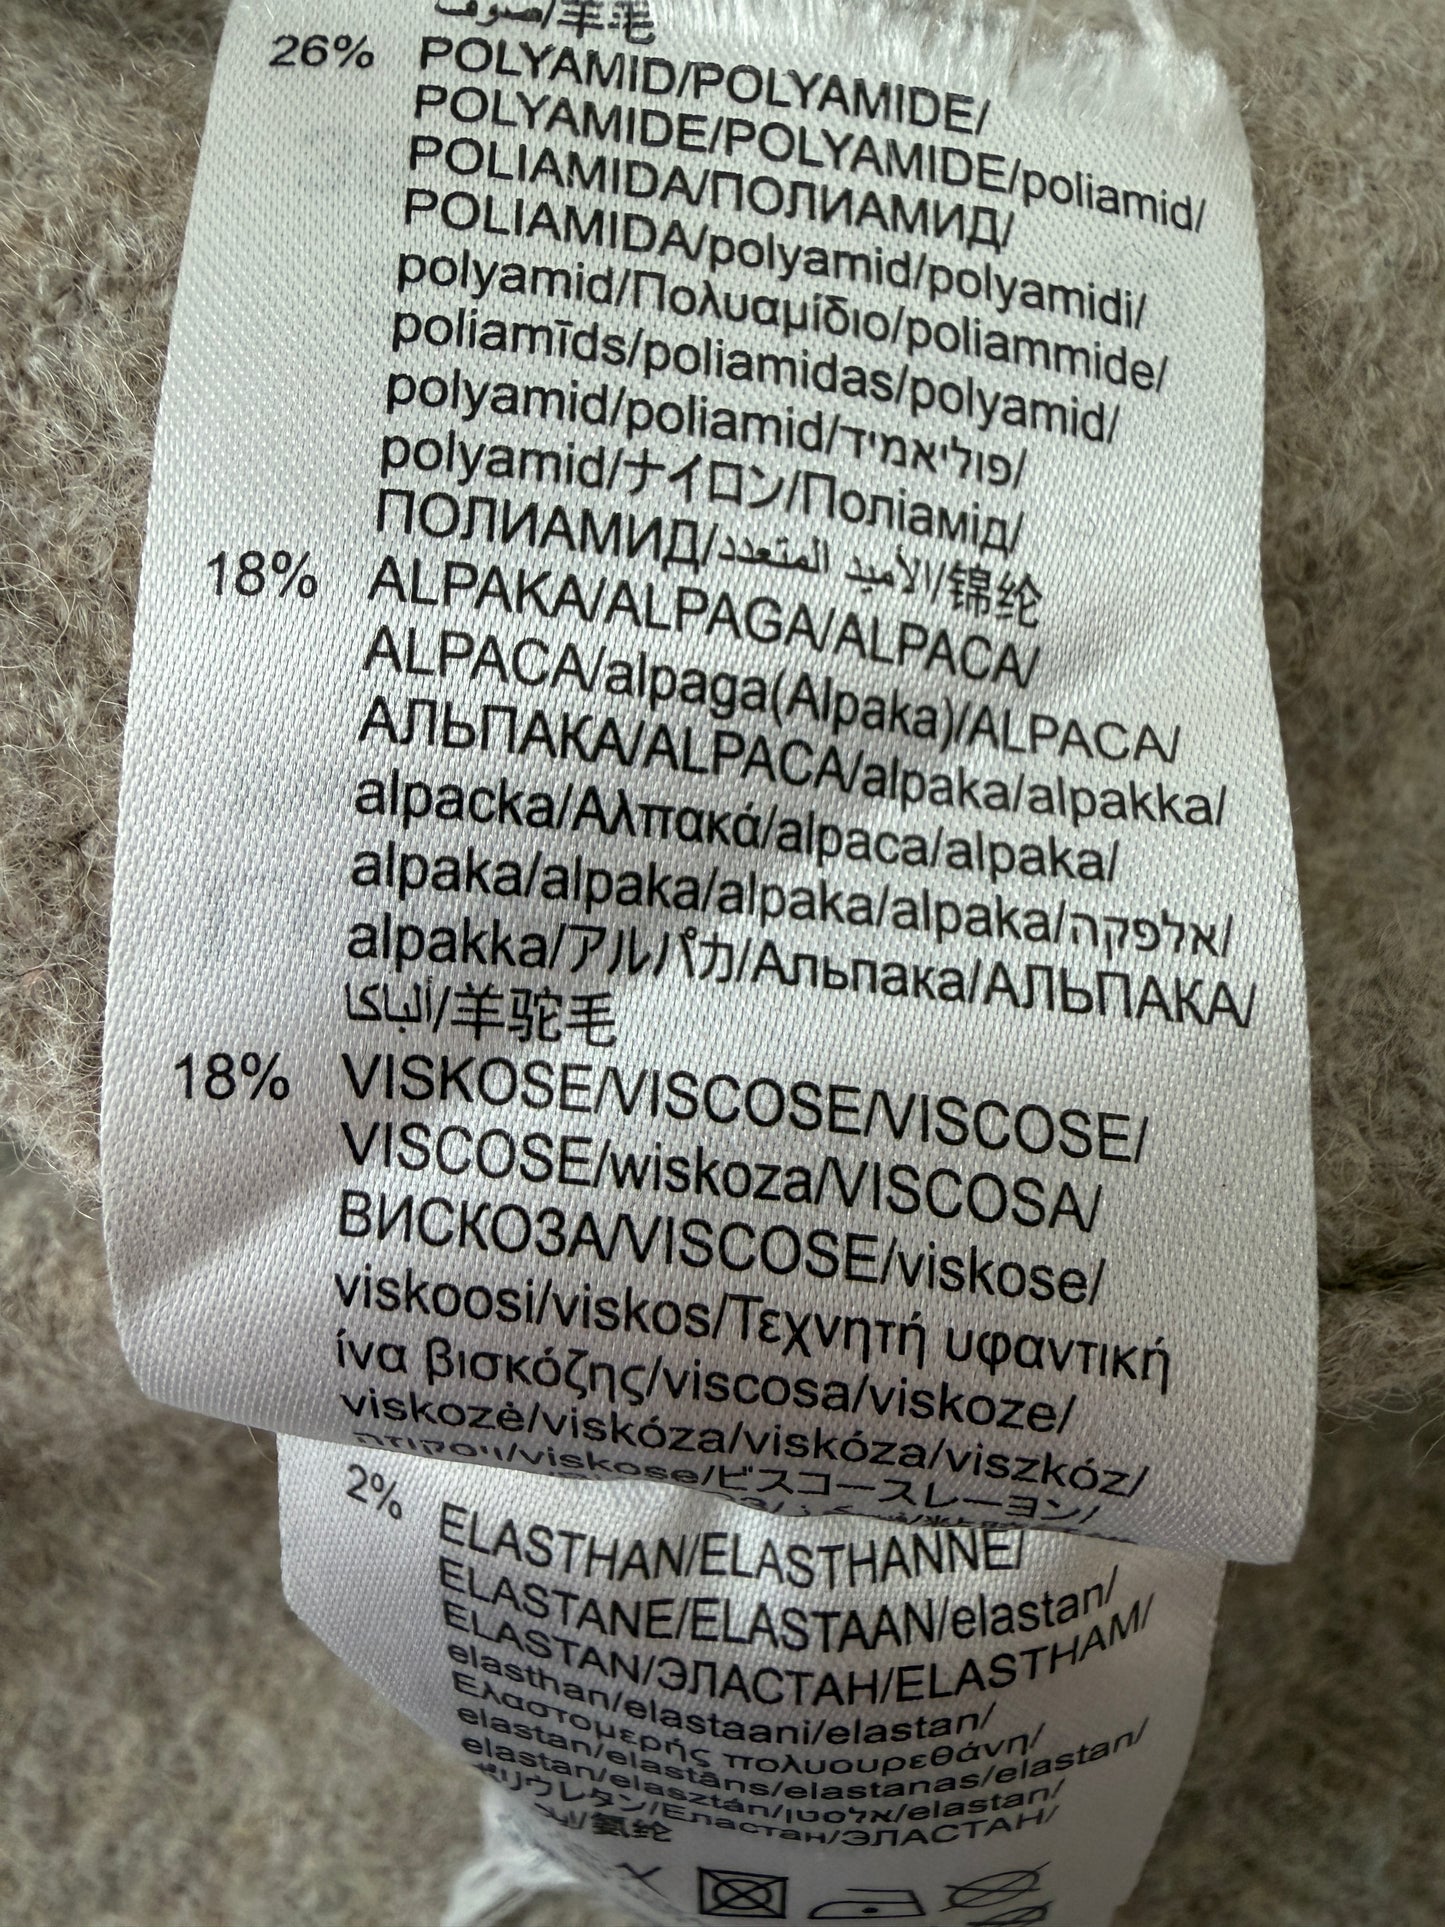 صوف/羊毛
26% POLYAMID/POLYAMIDE/
POLYAMIDE/POLYAMIDE/poliamid/
POLIAMIDA/ПОЛИАМИД/
POLIAMIDA/polyamid/polyamidi/
polyamid/Πολυαμίδιο/poliammide/
poliamīds/poliamidas/polyamid/
polyamid/poliamid/פוליאמיד/
polyamid/ナイロン/Поліамід/
ПОЛИАМИД/الأميد المتعدد/锦纶
18% ALPAKA/ALPAGA/ALPACA/
ALPACA/alpaga(Alpaka)/ALPACA/
АЛЬПАКА/ALPACA/alpaka/alpakka/
alpacka/Αλπακά/alpaca/alpaka/
alpaka/alpaka/alpaka/alpaka/אלפקה/
alpakka/アルパカ/Альпака/АЛЬПАКА/
ألباكا/羊驼毛
18% VISKOSE/VISCOSE/VISCOSE/
VISCOSE/wiskoza/VISCOSA/
ВИСКОЗА/VISCOSE/viskose/
viskoosi/viskos/Τεχνητή υφαντική
ίνα βισκόζης/viscosa/viskoze/
viskozė/viskóza/viskóza/viszkóz/
ויסקוזה/viskose/ビスコースレーヨン/
2% ELASTHAN/ELASTHANNE/
ELASTANE/ELASTAAN/elastan/
ELASTAN/ЭЛАСТАН/ELASTHAM/
elasthan/elastaani/elastan/
Ελαστομερής πολυουρεθάνη/
elastan/elastāns/elastanas/elastan/
elastan/elasztán/אלסטן/elastan/
ポリウレタン/Еластан/ЭЛАСТАН/
氨纶